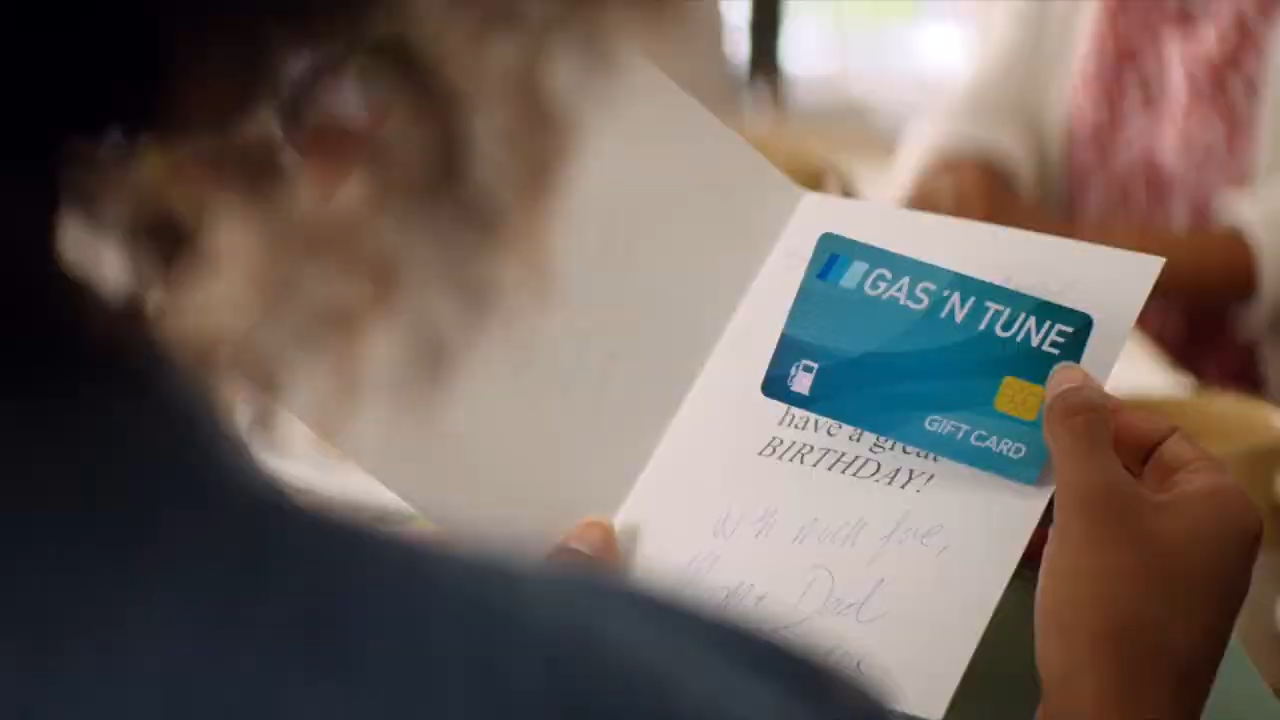 GAS 'N TUNE
GIFT CARD
have a great
BIRTHDAY!
With much love,
Mom + Dad